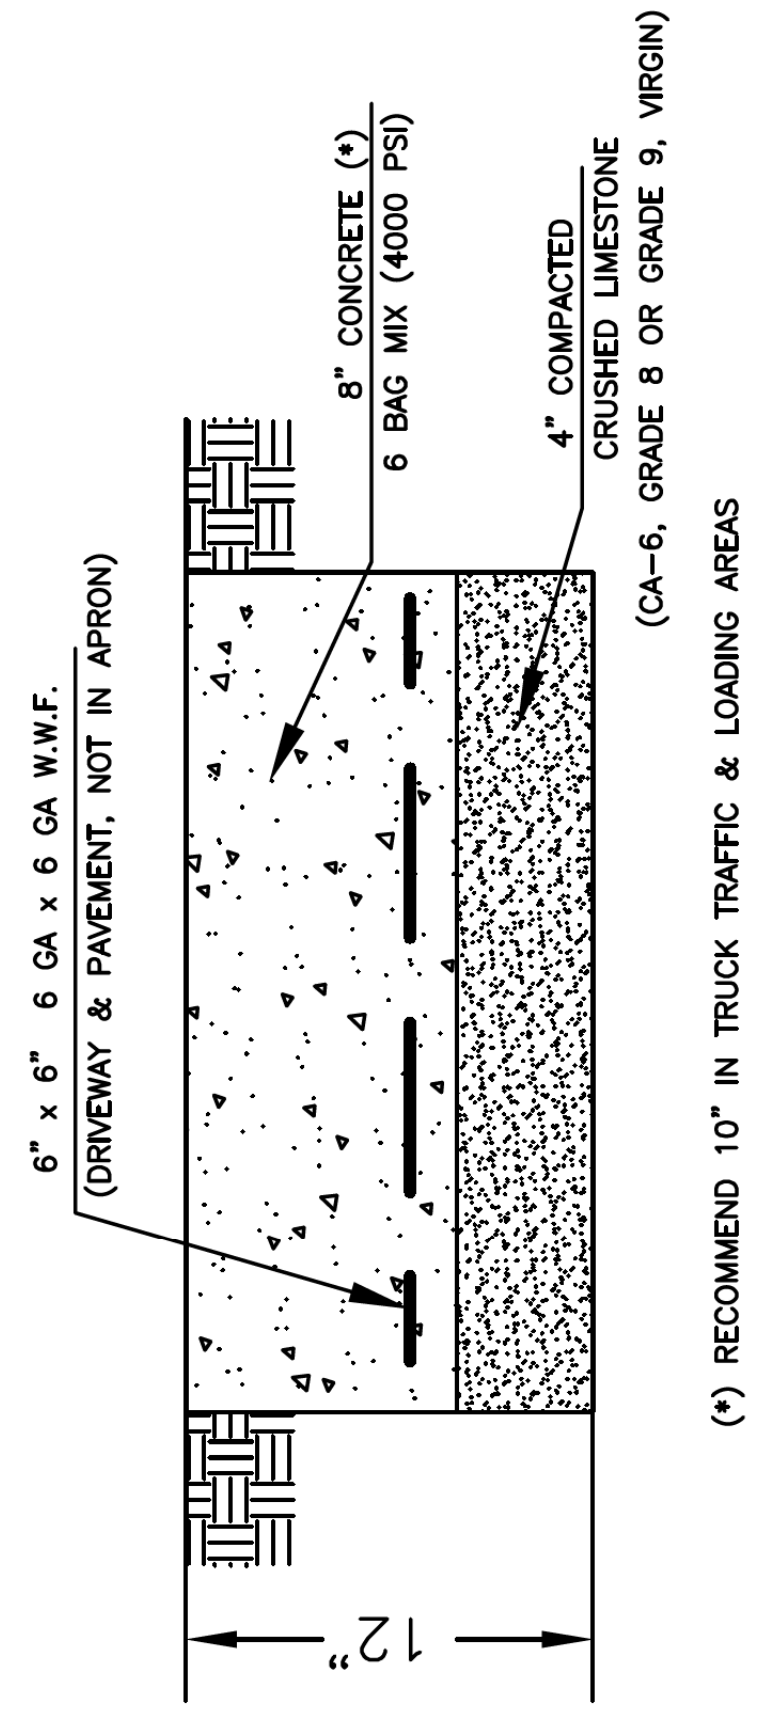 6" x 6"  6 GA x 6 GA W.W.F.
(DRIVEWAY & PAVEMENT, NOT IN APRON)
8" CONCRETE (*)
6 BAG MIX (4000 PSI)
4" COMPACTED
CRUSHED LIMESTONE
(CA-6, GRADE 8 OR GRADE 9, VIRGIN)
12"
(*) RECOMMEND 10" IN TRUCK TRAFFIC & LOADING AREAS